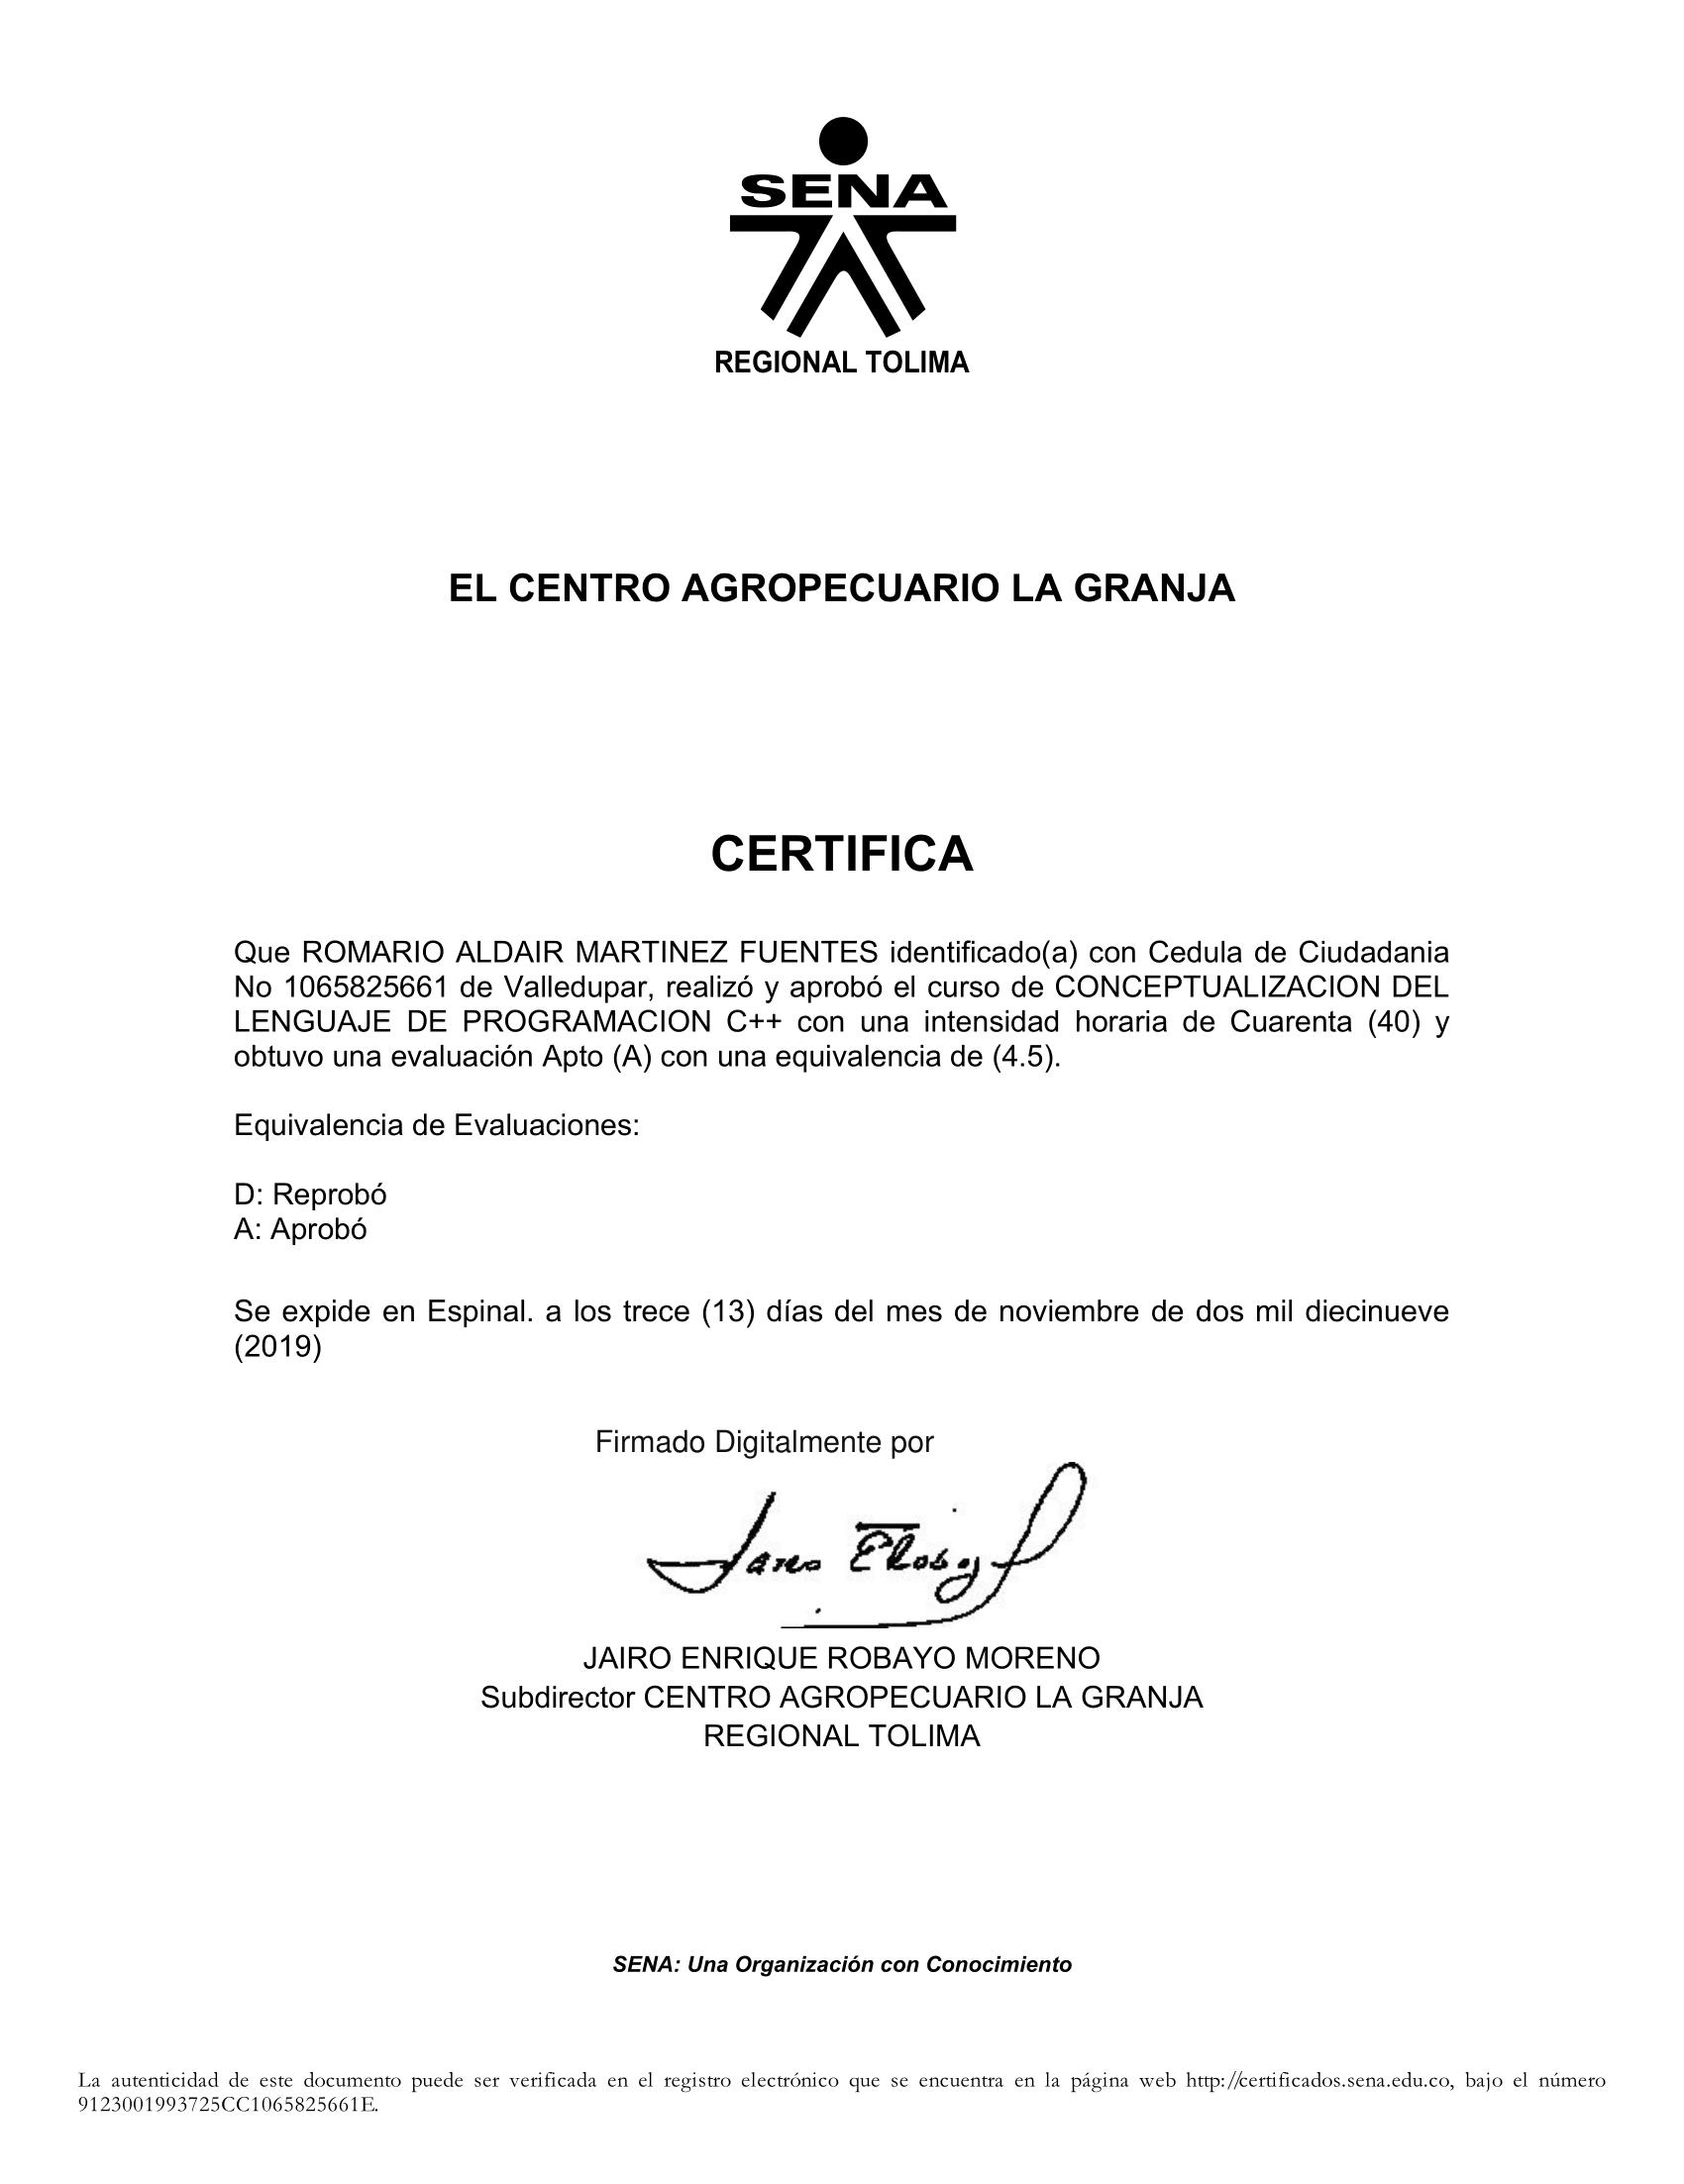 SENA
REGIONAL TOLIMA
EL CENTRO AGROPECUARIO LA GRANJA
CERTIFICA
Que ROMARIO ALDAIR MARTINEZ FUENTES identificado(a) con Cedula de Ciudadania
No 1065825661 de Valledupar, realizó y aprobó el curso de CONCEPTUALIZACION DEL
LENGUAJE DE PROGRAMACION C++ con una intensidad horaria de Cuarenta (40) y
obtuvo una evaluación Apto (A) con una equivalencia de (4.5).
Equivalencia de Evaluaciones:
D: Reprobó
A: Aprobó
Se expide en Espinal. a los trece (13) días del mes de noviembre de dos mil diecinueve
(2019)
Firmado Digitalmente por
JAIRO ENRIQUE ROBAYO MORENO
Subdirector CENTRO AGROPECUARIO LA GRANJA
REGIONAL TOLIMA
SENA: Una Organización con Conocimiento
La autenticidad de este documento puede ser verificada en el registro electrónico que se encuentra en la página web http://certificados.sena.edu.co, bajo el número
9123001993725CC1065825661E.